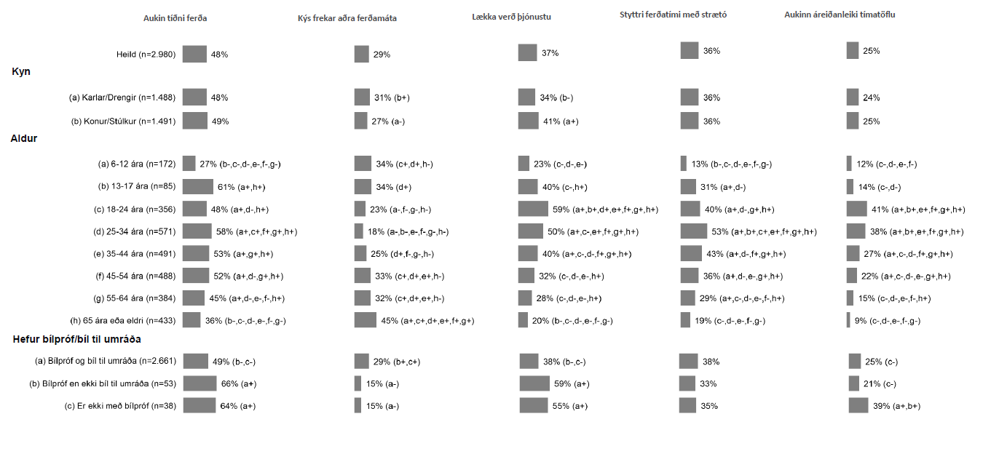 Aukin tíðni ferða Kýs frekar aðra ferðamáta Lækka verð þjónustu Styttri ferðatími með strætó Aukinn áreiðanleiki tímatöflu
Heild (n=2.980) 48% 29% 37% 36% 25%
Kyn
(a) Karlar/Drengir (n=1.488) 48% 31% (b+) 34% (b-) 36% 24%
(b) Konur/Stúlkur (n=1.491) 49% 27% (a-) 41% (a+) 36% 25%
Aldur
(a) 6-12 ára (n=172) 27% (b-,c-,d-,e-,f-,g-) 34% (c+,d+,h-) 23% (c-,d-,e-) 13% (b-,c-,d-,e-,f-,g-) 12% (c-,d-,e-,f-)
(b) 13-17 ára (n=85) 61% (a+,h+) 34% (d+) 40% (c-,h+) 31% (a+,d-) 14% (c-,d-)
(c) 18-24 ára (n=356) 48% (a+,d-,h+) 23% (a-,f-,g-,h-) 59% (a+,b+,d+,e+,f+,g+,h+) 40% (a+,d-,g+,h+) 41% (a+,b+,e+,f+,g+,h+)
(d) 25-34 ára (n=571) 58% (a+,c+,f+,g+,h+) 18% (a-,b-,e-,f-,g-,h-) 50% (a+,c-,e+,f+,g+,h+) 53% (a+,b+,c+,e+,f+,g+,h+) 38% (a+,b+,e+,f+,g+,h+)
(e) 35-44 ára (n=491) 53% (a+,g+,h+) 25% (d+,f-,g-,h-) 40% (a+,c-,d-,f+,g+,h+) 43% (a+,d-,f+,g+,h+) 27% (a+,c-,d-,f+,g+,h+)
(f) 45-54 ára (n=488) 52% (a+,d-,g+,h+) 33% (c+,d+,e+,h-) 32% (c-,d-,e-,h+) 36% (a+,d-,e-,g+,h+) 22% (a+,c-,d-,e-,g+,h+)
(g) 55-64 ára (n=384) 45% (a+,d-,e-,f-,h+) 32% (c+,d+,e+,h-) 28% (c-,d-,e-,h+) 29% (a+,c-,d-,e-,f-,h+) 15% (c-,d-,e-,f-,h+)
(h) 65 ára eða eldri (n=433) 36% (b-,c-,d-,e-,f-,g-) 45% (a+,c+,d+,e+,f+,g+) 20% (b-,c-,d-,e-,f-,g-) 19% (c-,d-,e-,f-,g-) 9% (c-,d-,e-,f-,g-)
Hefur bílpróf/bíl til umráða
(a) Bílpróf og bíl til umráða (n=2.661) 49% (b-,c-) 29% (b+,c+) 38% (b-,c-) 38% 25% (c-)
(b) Bílpróf en ekki bíl til umráða (n=53) 66% (a+) 15% (a-) 59% (a+) 33% 21% (c-)
(c) Er ekki með bílpróf (n=38) 64% (a+) 15% (a-) 55% (a+) 35% 39% (a+,b+)